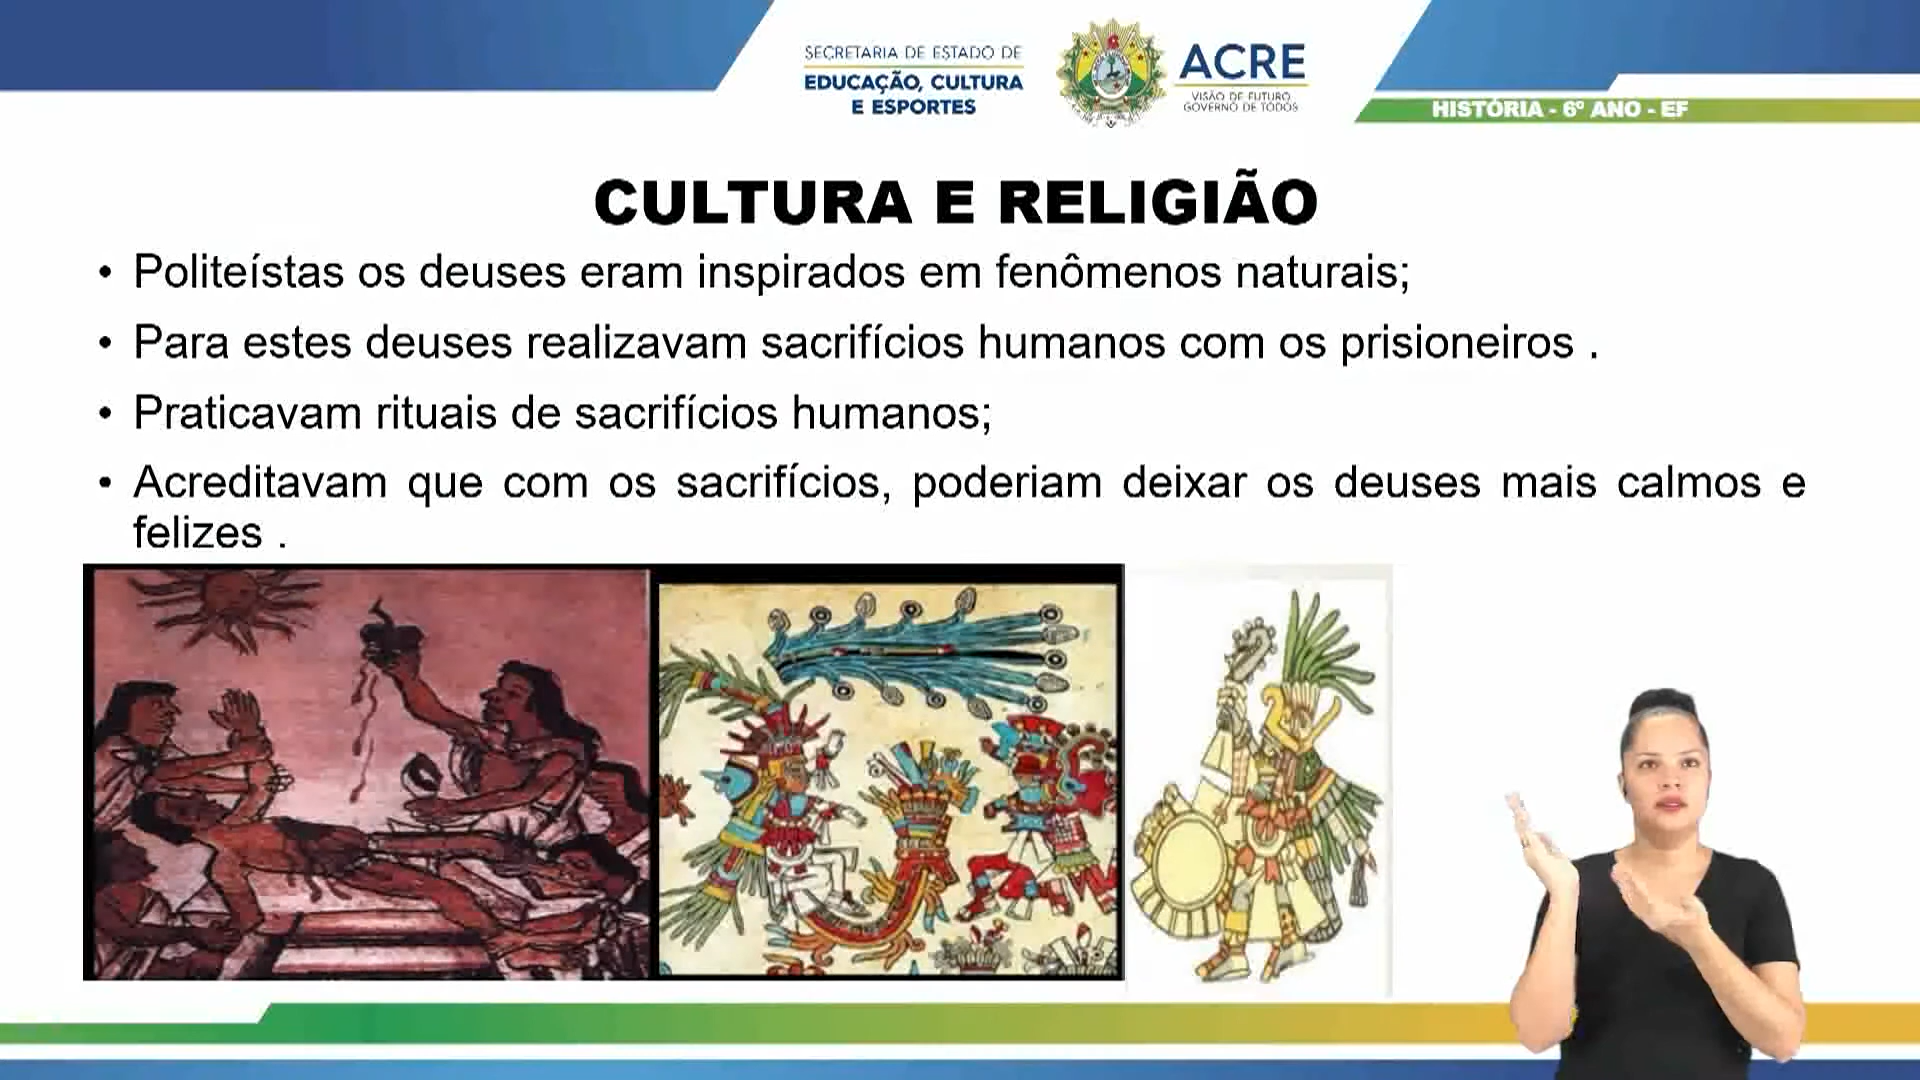 SECRETARIA DE ESTADO DE
EDUCAÇÃO, CULTURA
E ESPORTES
ACRE
VISÃO DE FUTURO
GOVERNO DE TODOS
HISTÓRIA - 6º ANO - EF
CULTURA E RELIGIÃO
• Politeístas os deuses eram inspirados em fenômenos naturais;
• Para estes deuses realizavam sacrifícios humanos com os prisioneiros .
• Praticavam rituais de sacrifícios humanos;
• Acreditavam que com os sacrifícios, poderiam deixar os deuses mais calmos e
felizes .